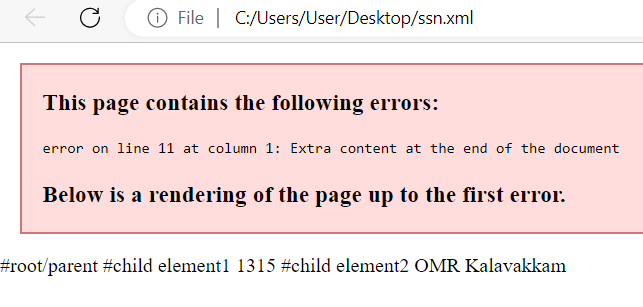 File | C:/Users/User/Desktop/ssn.xml
This page contains the following errors:
error on line 11 at column 1: Extra content at the end of the document
Below is a rendering of the page up to the first error.
#root/parent #child element1 1315 #child element2 OMR Kalavakkam